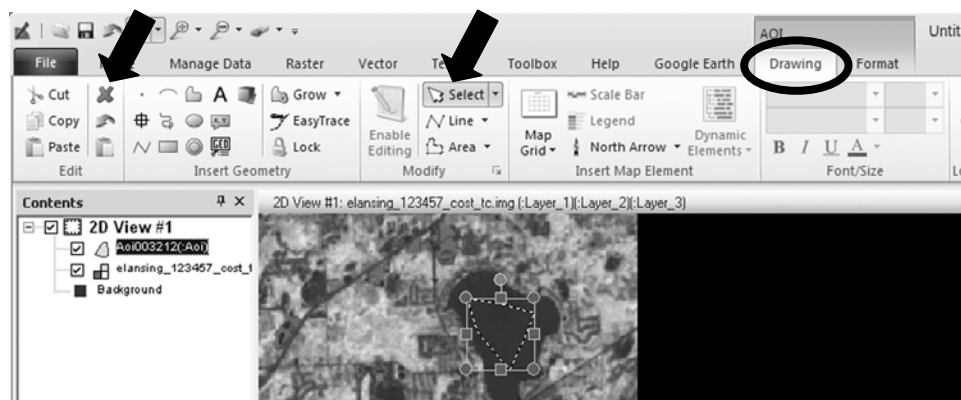 AOI Untit
File Manage Data Raster Vector Toolbox Help Google Earth Drawing Format
Cut A Grow Select Scale Bar
Copy EasyTrace Line Legend
Paste GEO Lock Enable Editing Area Map Grid North Arrow Dynamic Elements B I U A
Edit Insert Geometry Modify Insert Map Element Font/Size
Contents 2D View #1: elansing_123457_cost_tc.img (:Layer_1)(:Layer_2)(:Layer_3)
2D View #1
Aoi003212(:Aoi)
elansing_123457_cost_t
Background